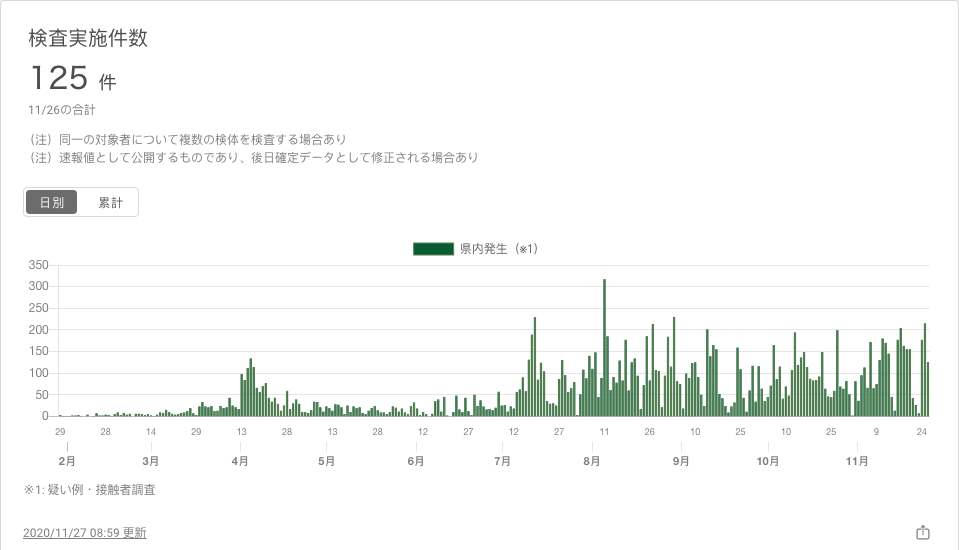 検査実施件数
125 件
11/26の合計
（注）同一の対象者について複数の検体を検査する場合あり
（注）速報値として公開するものであり、後日確定データとして修正される場合あり
日別 累計
県内発生（※1）
350
300
250
200
150
100
50
0
29 28 14 29 13 28 13 28 12 27 12 27 11 26 10 25 10 25 9 24
2月 3月 4月 5月 6月 7月 8月 9月 10月 11月
※1: 疑い例・接触者調査
2020/11/27 08:59 更新